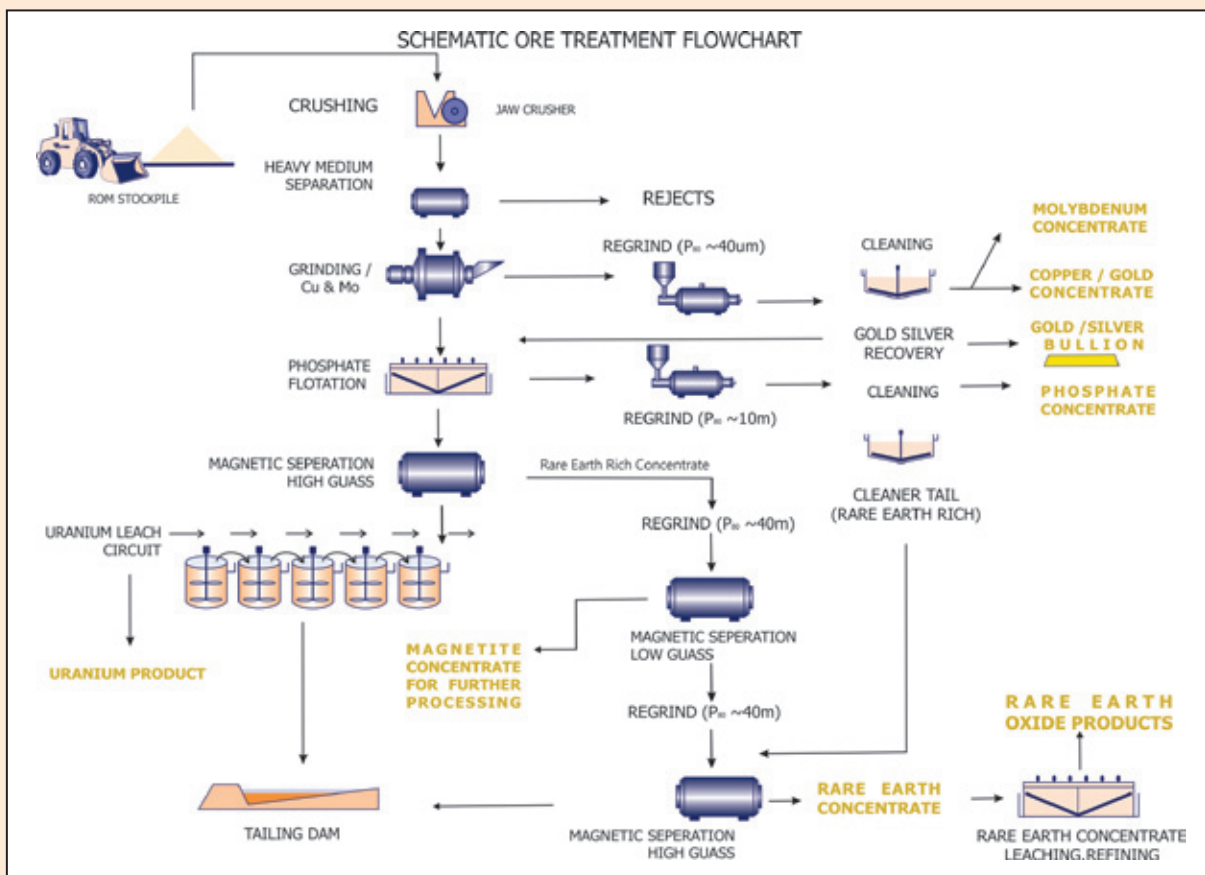 SCHEMATIC ORE TREATMENT FLOWCHART
CRUSHING
JAW CRUSHER
ROM STOCKPILE
HEAVY MEDIUM
SEPARATION
REJECTS
GRINDING /
Cu & Mo
REGRIND (P₈₀ ~40um)
CLEANING
MOLYBDENUM
CONCENTRATE
COPPER / GOLD
CONCENTRATE
GOLD SILVER
RECOVERY
GOLD /SILVER
BULLION
PHOSPHATE
FLOTATION
REGRIND (P₈₀ ~10m)
CLEANING
PHOSPHATE
CONCENTRATE
MAGNETIC SEPERATION
HIGH GUASS
Rare Earth Rich Concentrate
CLEANER TAIL
(RARE EARTH RICH)
REGRIND (P₈₀ ~40m)
URANIUM LEACH
CIRCUIT
URANIUM PRODUCT
MAGNETIC SEPERATION
LOW GUASS
MAGNETITE
CONCENTRATE
FOR FURTHER
PROCESSING
REGRIND (P₈₀ ~40m)
RARE EARTH
OXIDE PRODUCTS
TAILING DAM
MAGNETIC SEPERATION
HIGH GUASS
RARE EARTH
CONCENTRATE
RARE EARTH CONCENTRATE
LEACHING,REFINING